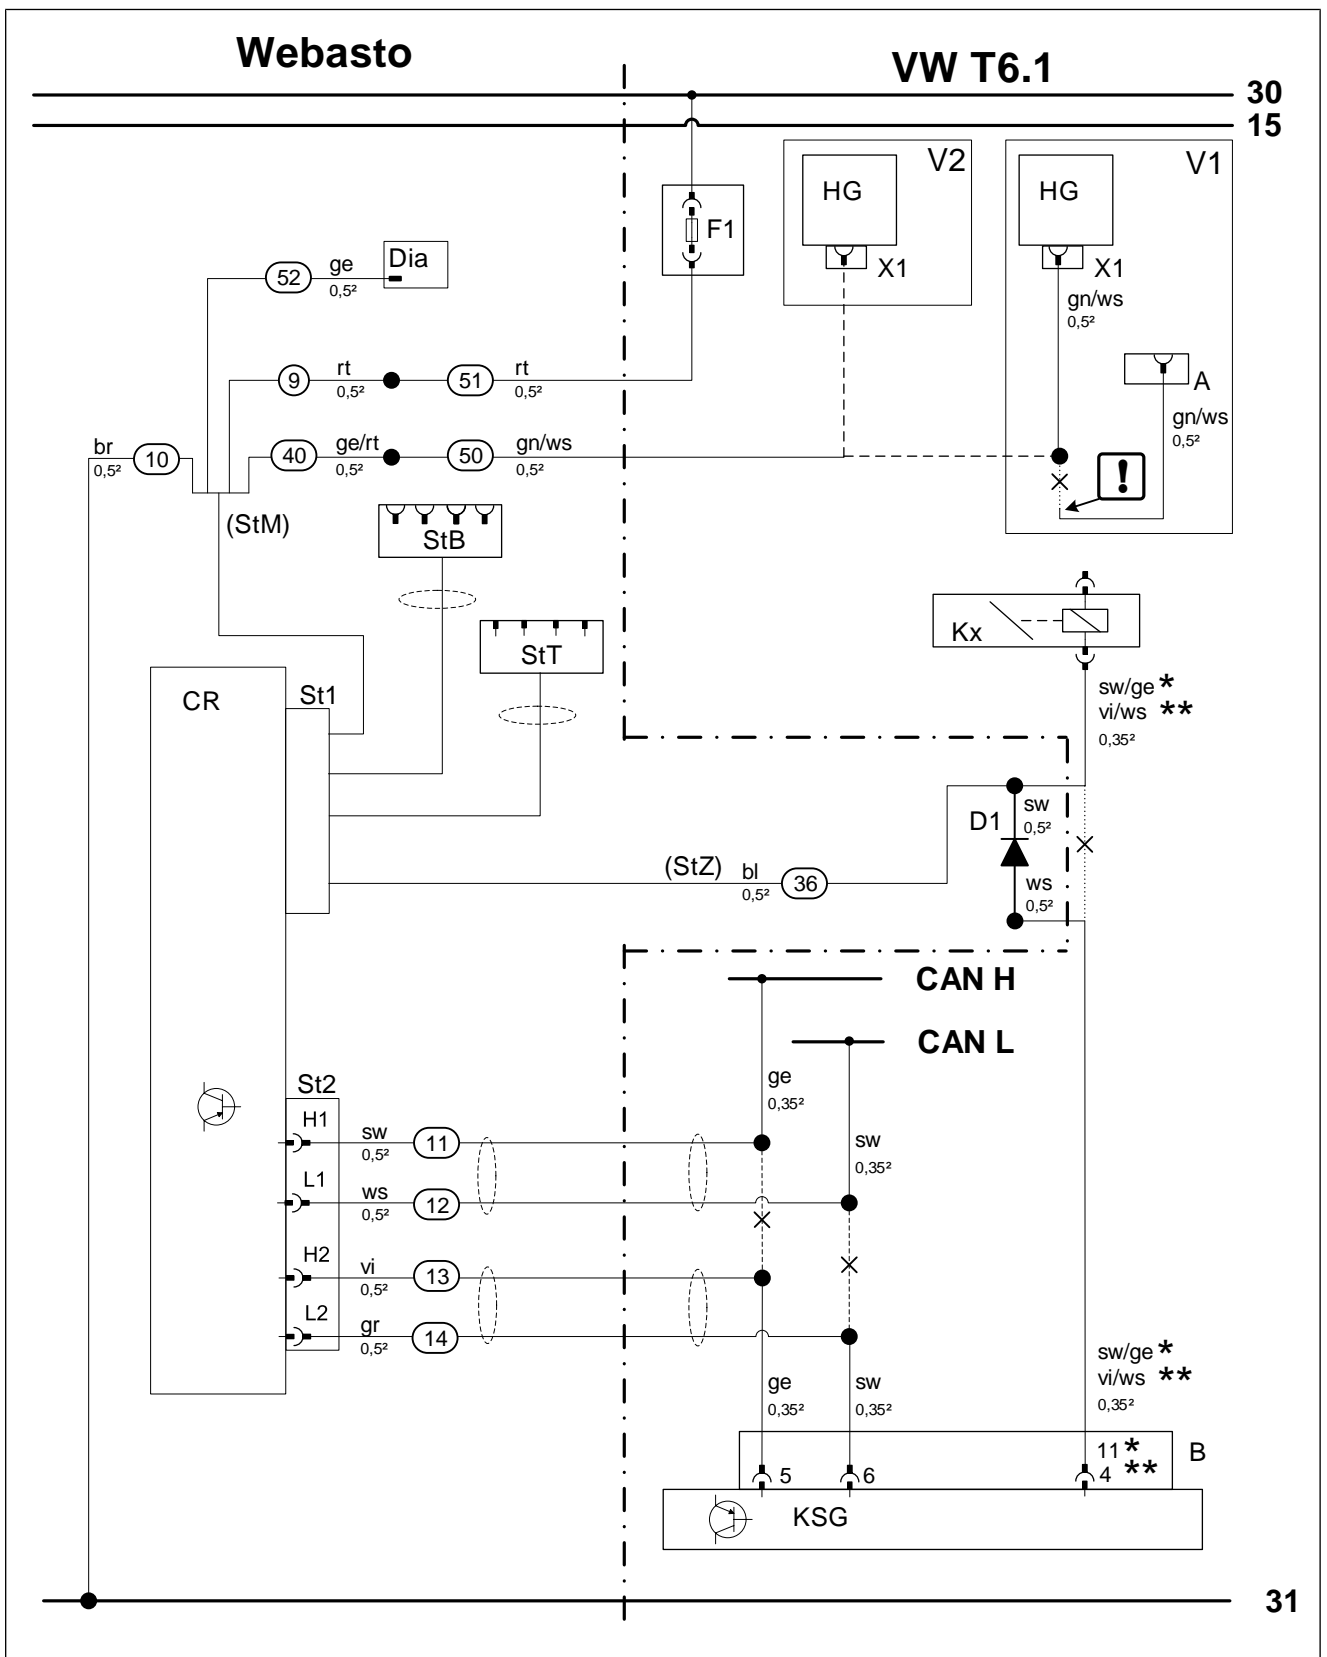 Webasto
VW T6.1
30
15
V2
V1
HG
HG
F1
X1
X1
Dia
52
ge
0,5²
gn/ws
0,5²
9
rt
0,5²
51
rt
0,5²
A
gn/ws
0,5²
br
0,5²
10
40
ge/rt
0,5²
50
gn/ws
0,5²
!
(StM)
StB
Kx
StT
CR
St1
sw/ge *
vi/ws **
0,35²
D1
sw
0,5²
(StZ)
bl
0,5²
36
ws
0,5²
CAN H
CAN L
St2
ge
0,35²
H1
sw
0,5²
11
sw
0,35²
L1
ws
0,5²
12
H2
vi
0,5²
13
L2
gr
0,5²
14
ge
0,35²
sw
0,35²
sw/ge *
vi/ws **
0,35²
5
6
11 *
4 **
B
KSG
31